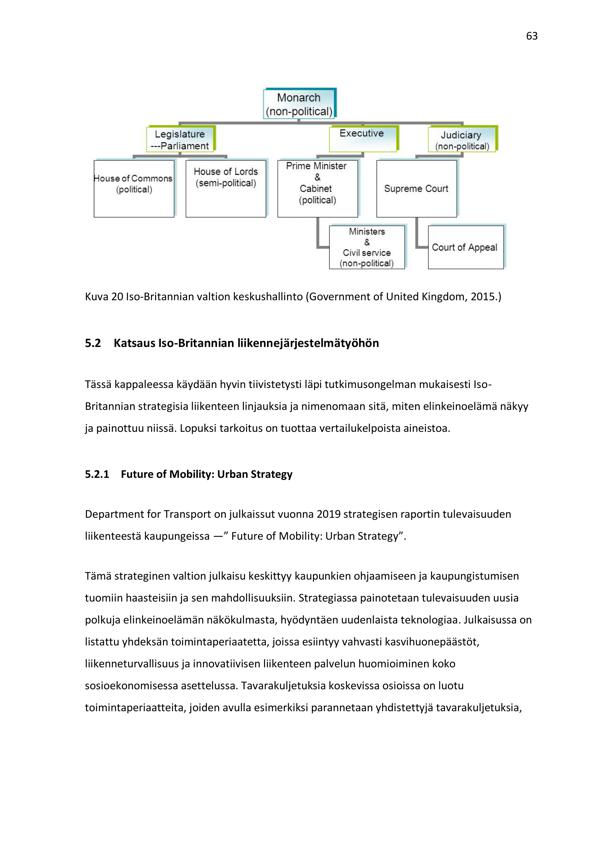 63
Monarch
(non-political)
Legislature
---Parliament
Executive
Judiciary
(non-political)
House of Commons
(political)
House of Lords
(semi-political)
Prime Minister
&
Cabinet
(political)
Supreme Court
Ministers
&
Civil service
(non-political)
Court of Appeal
Kuva 20 Iso-Britannian valtion keskushallinto (Government of United Kingdom, 2015.)
5.2 Katsaus Iso-Britannian liikennejärjestelmätyöhön
Tässä kappaleessa käydään hyvin tiivistetysti läpi tutkimusongelman mukaisesti Iso-
Britannian strategisia liikenteen linjauksia ja nimenomaan sitä, miten elinkeinoelämä näkyy
ja painottuu niissä. Lopuksi tarkoitus on tuottaa vertailukelpoista aineistoa.
5.2.1 Future of Mobility: Urban Strategy
Department for Transport on julkaissut vuonna 2019 strategisen raportin tulevaisuuden
liikenteestä kaupungeissa —” Future of Mobility: Urban Strategy”.
Tämä strateginen valtion julkaisu keskittyy kaupunkien ohjaamiseen ja kaupungistumisen
tuomiin haasteisiin ja sen mahdollisuuksiin. Strategiassa painotetaan tulevaisuuden uusia
polkuja elinkeinoelämän näkökulmasta, hyödyntäen uudenlaista teknologiaa. Julkaisussa on
listattu yhdeksän toimintaperiaatetta, joissa esiintyy vahvasti kasvihuonepäästöt,
liikenneturvallisuus ja innovatiivisen liikenteen palvelun huomioiminen koko
sosioekonomisessa asettelussa. Tavarakuljetuksia koskevissa osioissa on luotu
toimintaperiaatteita, joiden avulla esimerkiksi parannetaan yhdistettyjä tavarakuljetuksia,